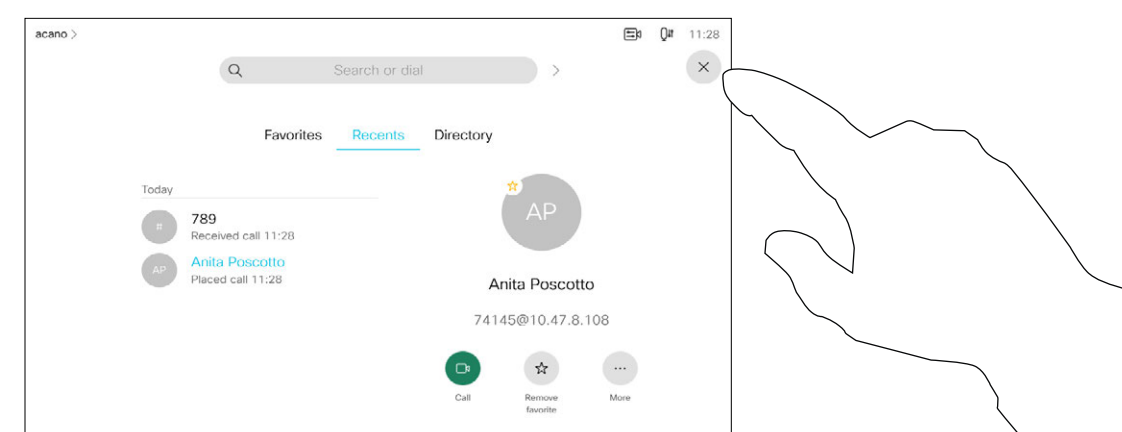 acano >
11:28
Search or dial
Favorites Recents Directory
Today
#
789
Received call 11:28
AP
Anita Poscotto
Placed call 11:28
AP
Anita Poscotto
74145@10.47.8.108
Call
Remove
favorite
More